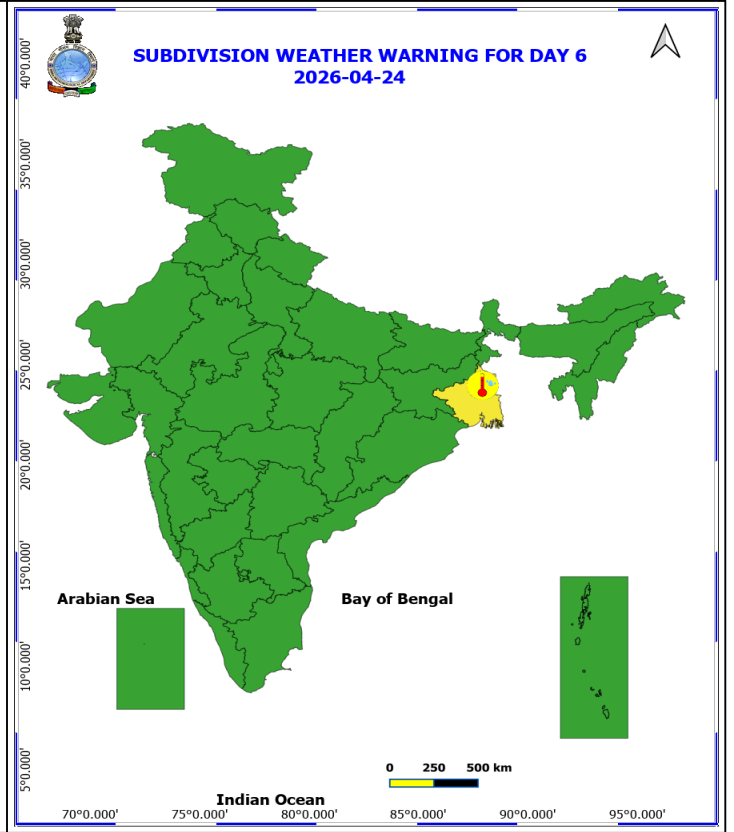 SUBDIVISION WEATHER WARNING FOR DAY 6
2026-04-24
40°0.000'
35°0.000'
30°0.000'
25°0.000'
20°0.000'
15°0.000'
10°0.000'
5°0.000'
Arabian Sea
Bay of Bengal
0 250 500 km
Indian Ocean
70°0.000' 75°0.000' 80°0.000' 85°0.000' 90°0.000' 95°0.000'